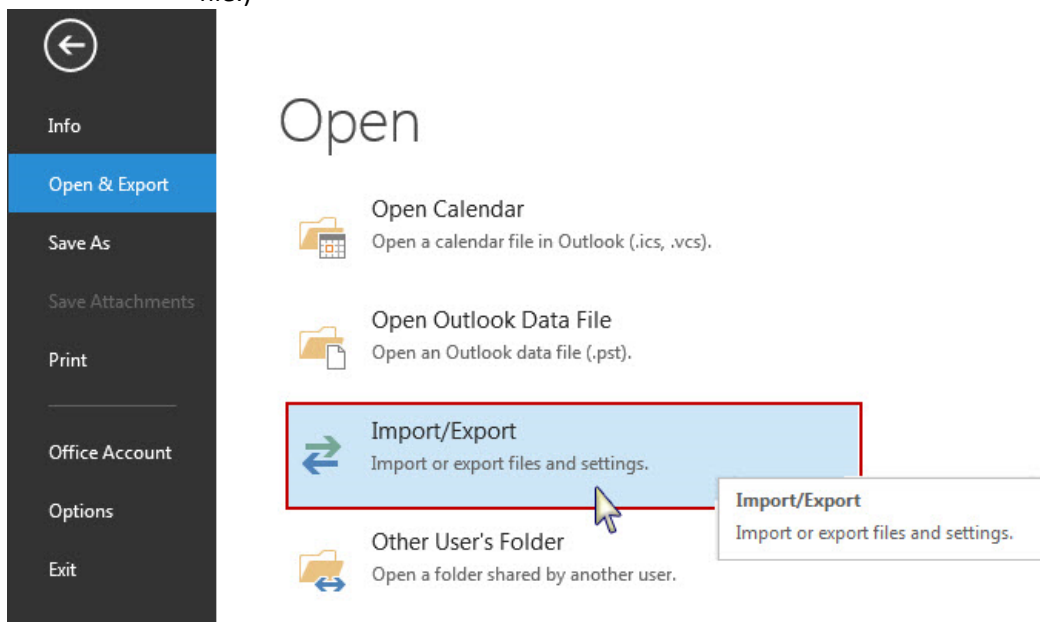 Info
Open & Export
Save As
Save Attachments
Print
Office Account
Options
Exit
Open
Open Calendar
Open a calendar file in Outlook (.ics, .vcs).
Open Outlook Data File
Open an Outlook data file (.pst).
Import/Export
Import or export files and settings.
Import/Export
Import or export files and settings.
Other User's Folder
Open a folder shared by another user.